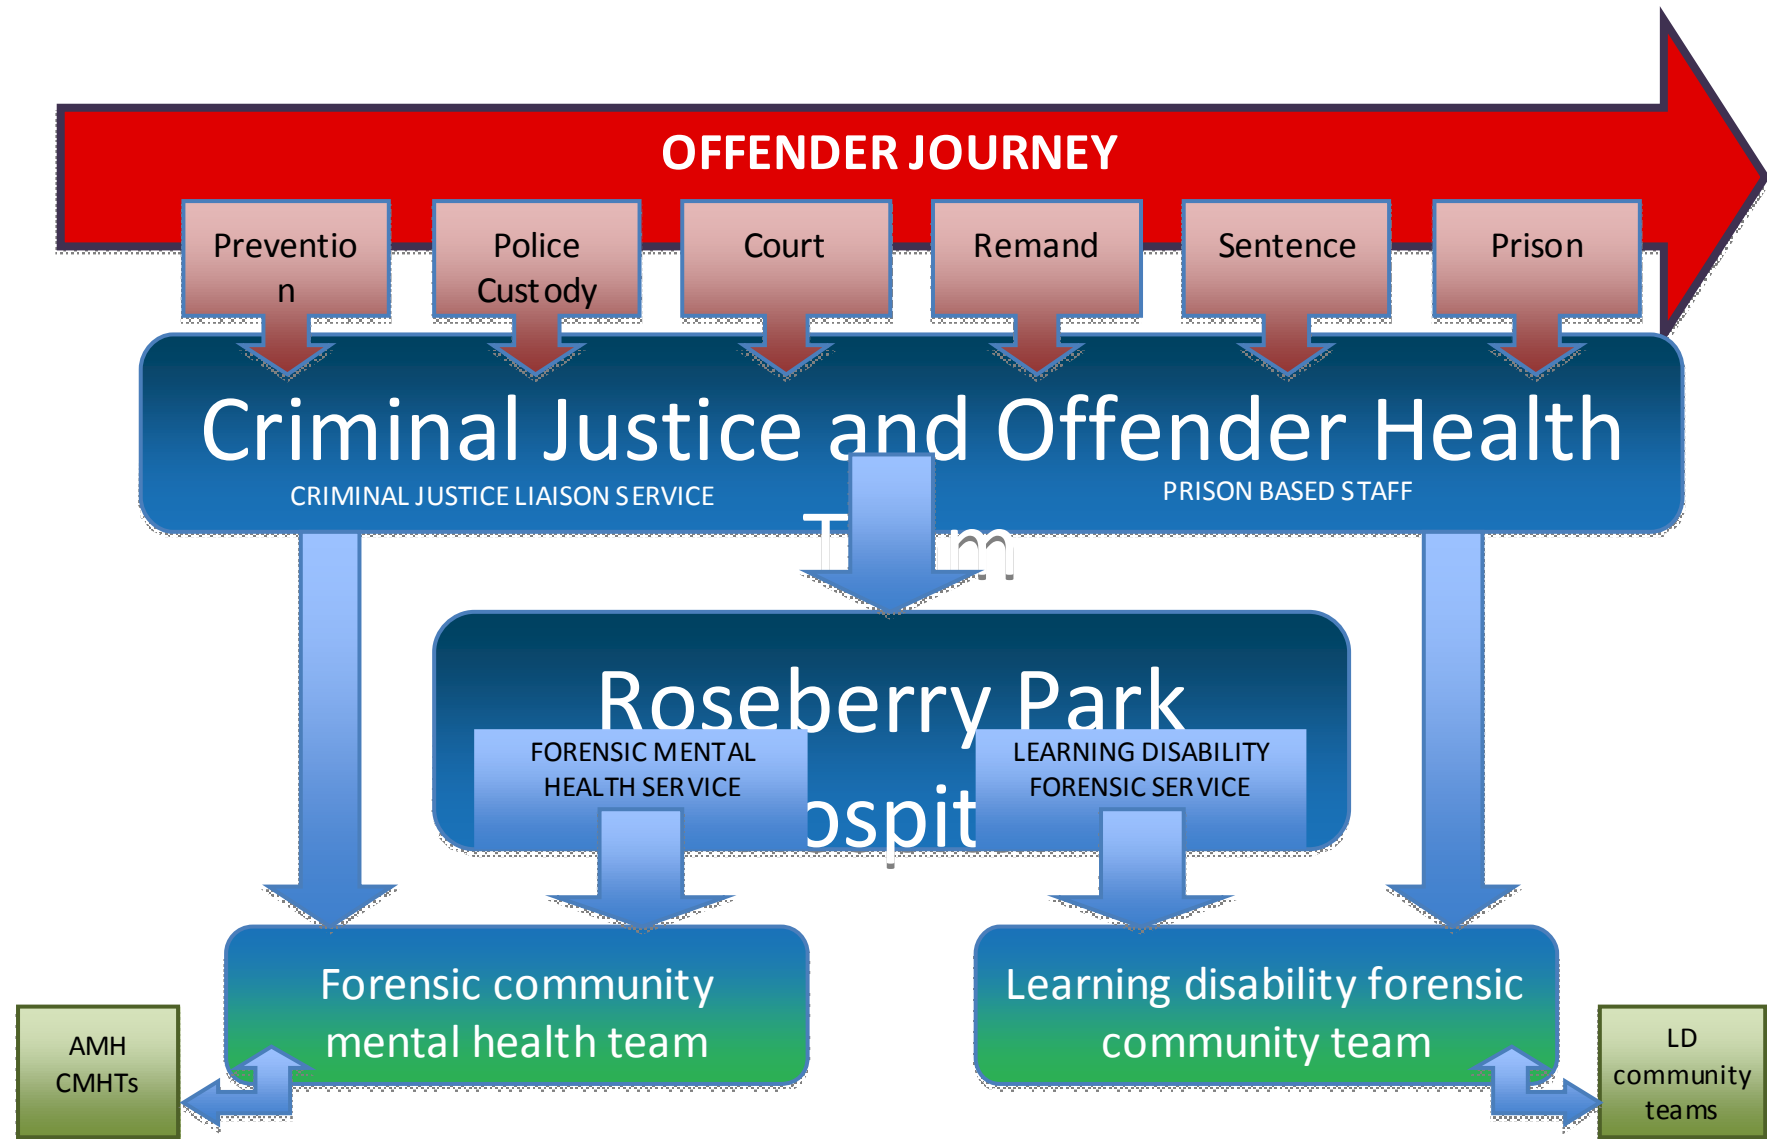 OFFENDER JOURNEY
Preventio
n
Police
Custody
Court
Remand
Sentence
Prison
Criminal Justice and Offender Health
CRIMINAL JUSTICE LIAISON SERVICE
PRISON BASED STAFF
Roseberry Park
FORENSIC MENTAL
HEALTH SERVICE
LEARNING DISABILITY
FORENSIC SERVICE
Forensic community
mental health team
Learning disability forensic
community team
AMH
CMHTs
LD
community
teams